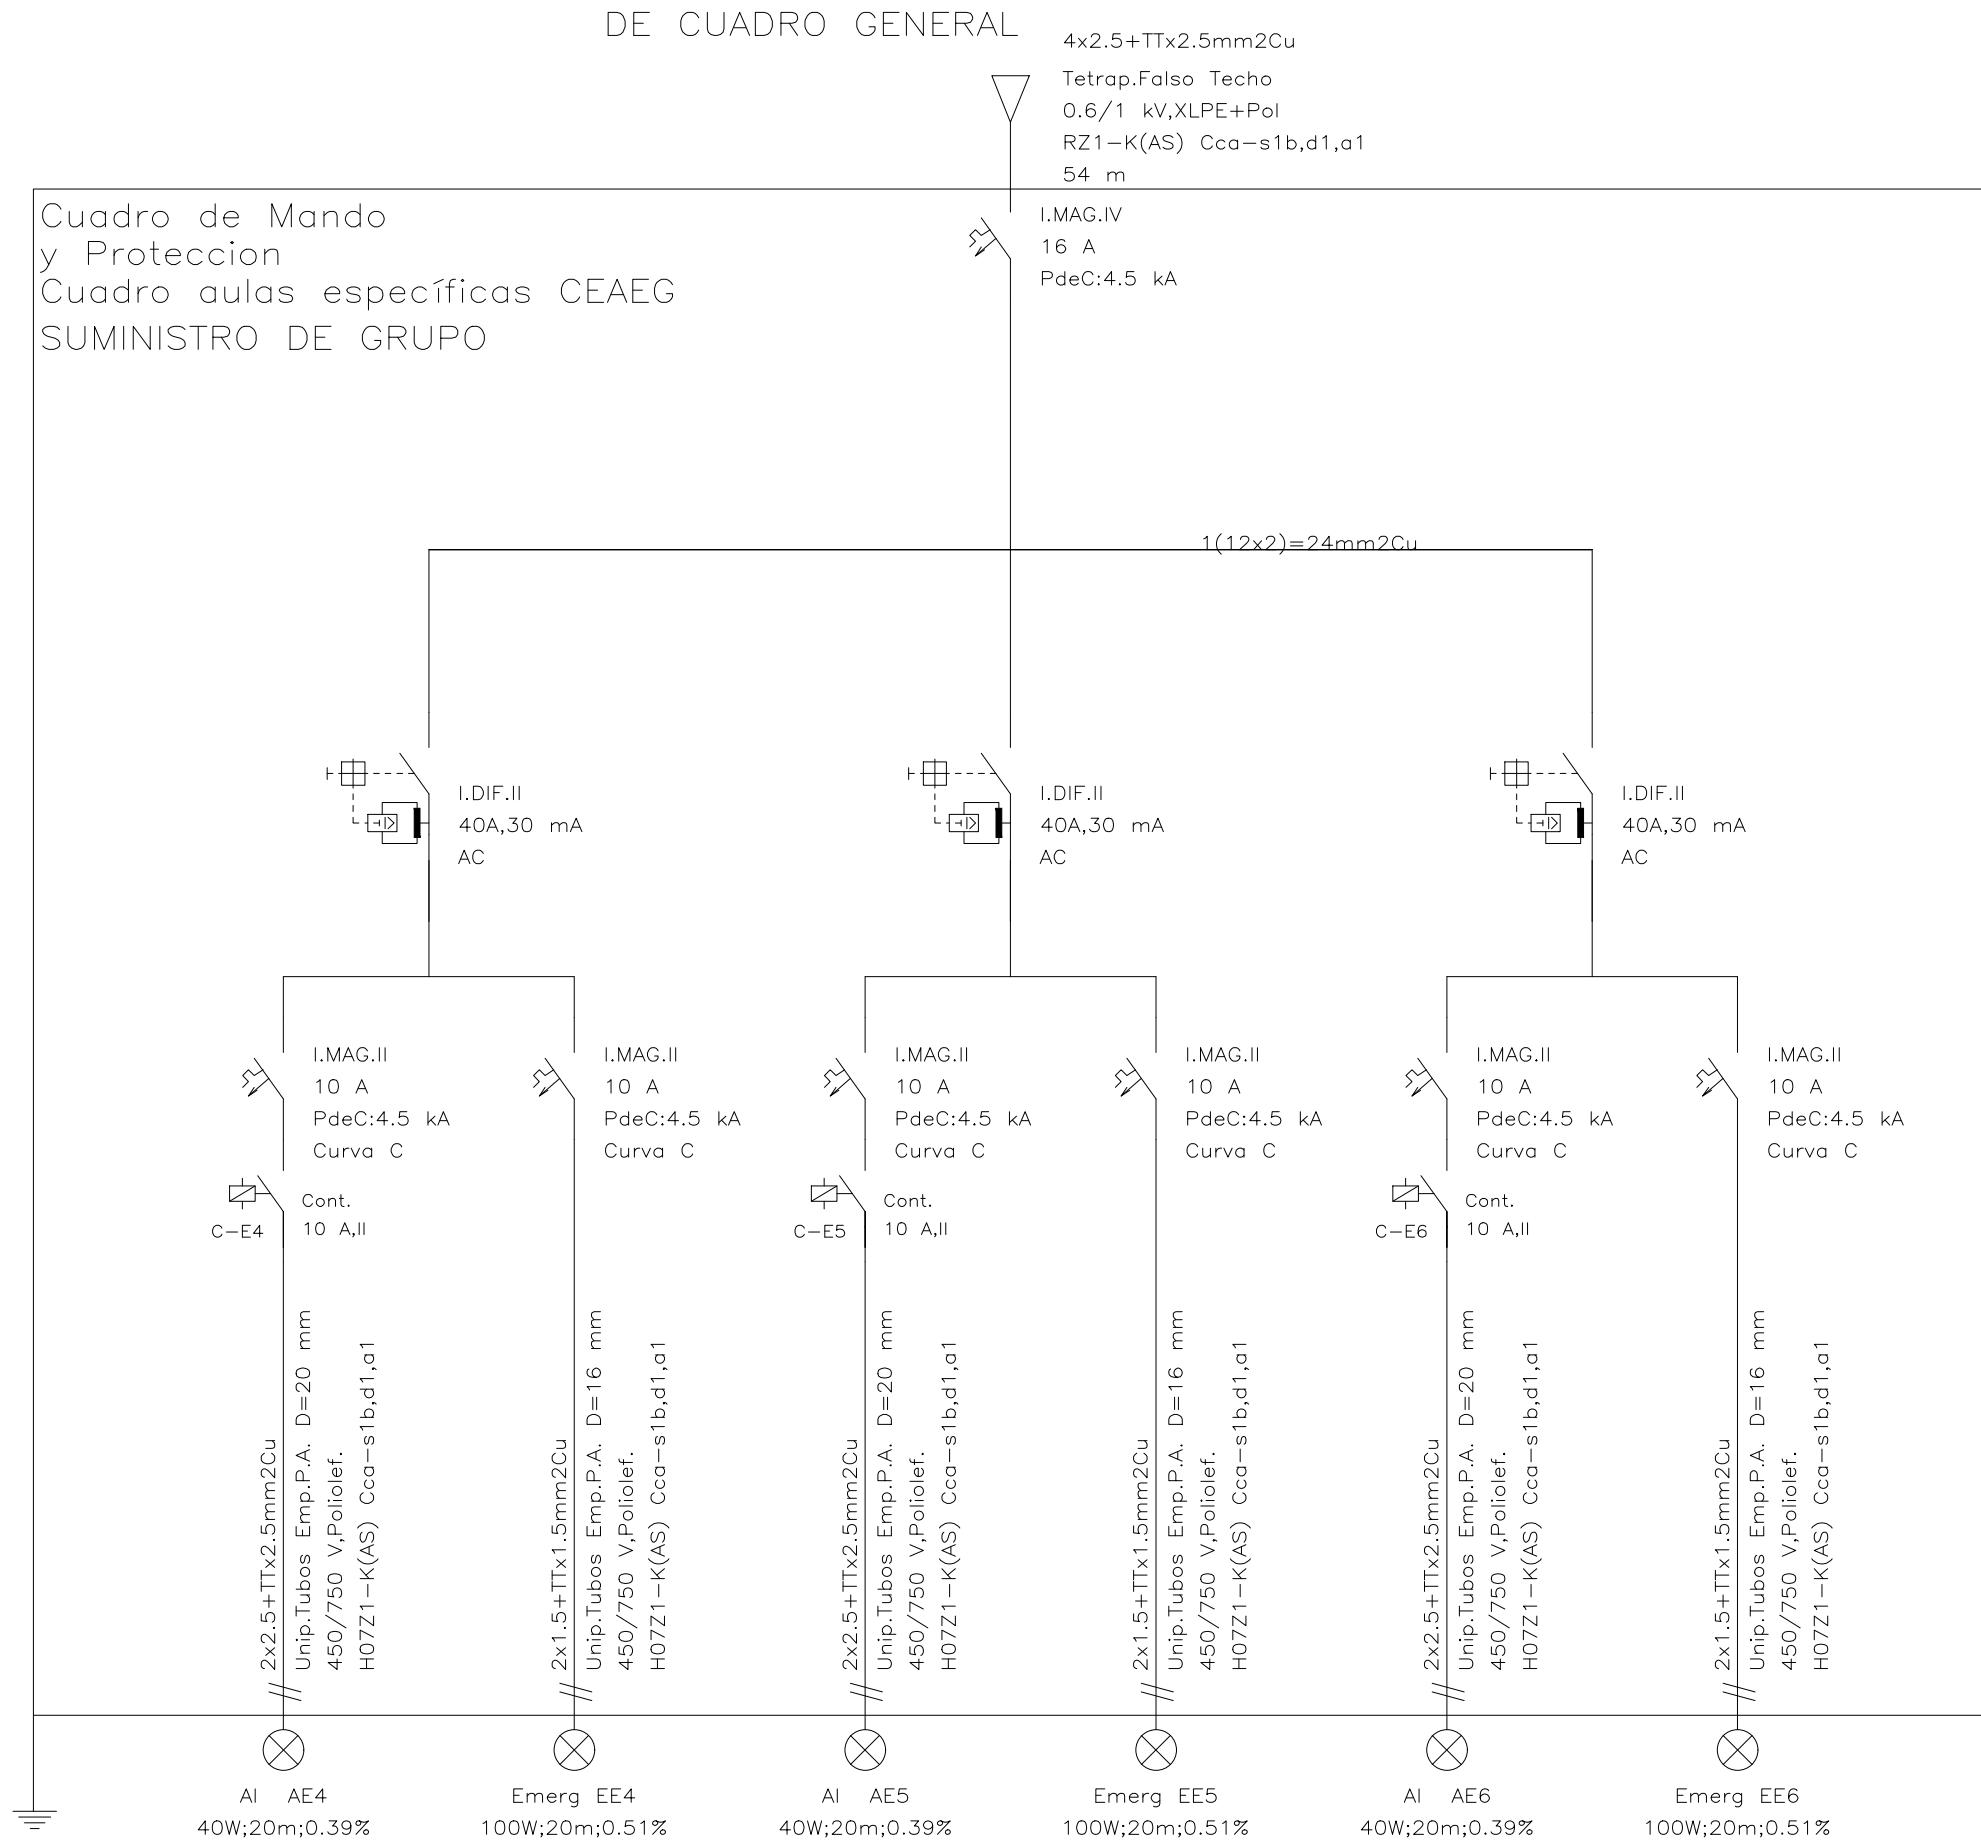 DE CUADRO GENERAL
4x2.5+TTx2.5mm2Cu
Tetrap.Falso Techo
0.6/1 kV,XLPE+Pol
RZ1-K(AS) Cca-s1b,d1,a1
54 m
Cuadro de Mando
y Proteccion
Cuadro aulas específicas CEAEG
SUMINISTRO DE GRUPO
I.MAG.IV
16 A
PdeC:4.5 kA
1(12x2)=24mm2Cu
I.DIF.II
40A,30 mA
AC
I.DIF.II
40A,30 mA
AC
I.DIF.II
40A,30 mA
AC
I.MAG.II
10 A
PdeC:4.5 kA
Curva C
I.MAG.II
10 A
PdeC:4.5 kA
Curva C
I.MAG.II
10 A
PdeC:4.5 kA
Curva C
I.MAG.II
10 A
PdeC:4.5 kA
Curva C
I.MAG.II
10 A
PdeC:4.5 kA
Curva C
I.MAG.II
10 A
PdeC:4.5 kA
Curva C
C-E4
Cont.
10 A,II
C-E5
Cont.
10 A,II
C-E6
Cont.
10 A,II
2x2.5+TTx2.5mm2Cu
Unip.Tubos Emp.P.A. D=20 mm
450/750 V,Poliolef.
H07Z1-K(AS) Cca-s1b,d1,a1
2x1.5+TTx1.5mm2Cu
Unip.Tubos Emp.P.A. D=16 mm
450/750 V,Poliolef.
H07Z1-K(AS) Cca-s1b,d1,a1
2x2.5+TTx2.5mm2Cu
Unip.Tubos Emp.P.A. D=20 mm
450/750 V,Poliolef.
H07Z1-K(AS) Cca-s1b,d1,a1
2x1.5+TTx1.5mm2Cu
Unip.Tubos Emp.P.A. D=16 mm
450/750 V,Poliolef.
H07Z1-K(AS) Cca-s1b,d1,a1
2x2.5+TTx2.5mm2Cu
Unip.Tubos Emp.P.A. D=20 mm
450/750 V,Poliolef.
H07Z1-K(AS) Cca-s1b,d1,a1
2x1.5+TTx1.5mm2Cu
Unip.Tubos Emp.P.A. D=16 mm
450/750 V,Poliolef.
H07Z1-K(AS) Cca-s1b,d1,a1
Al AE4
40W;20m;0.39%
Emerg EE4
100W;20m;0.51%
Al AE5
40W;20m;0.39%
Emerg EE5
100W;20m;0.51%
Al AE6
40W;20m;0.39%
Emerg EE6
100W;20m;0.51%